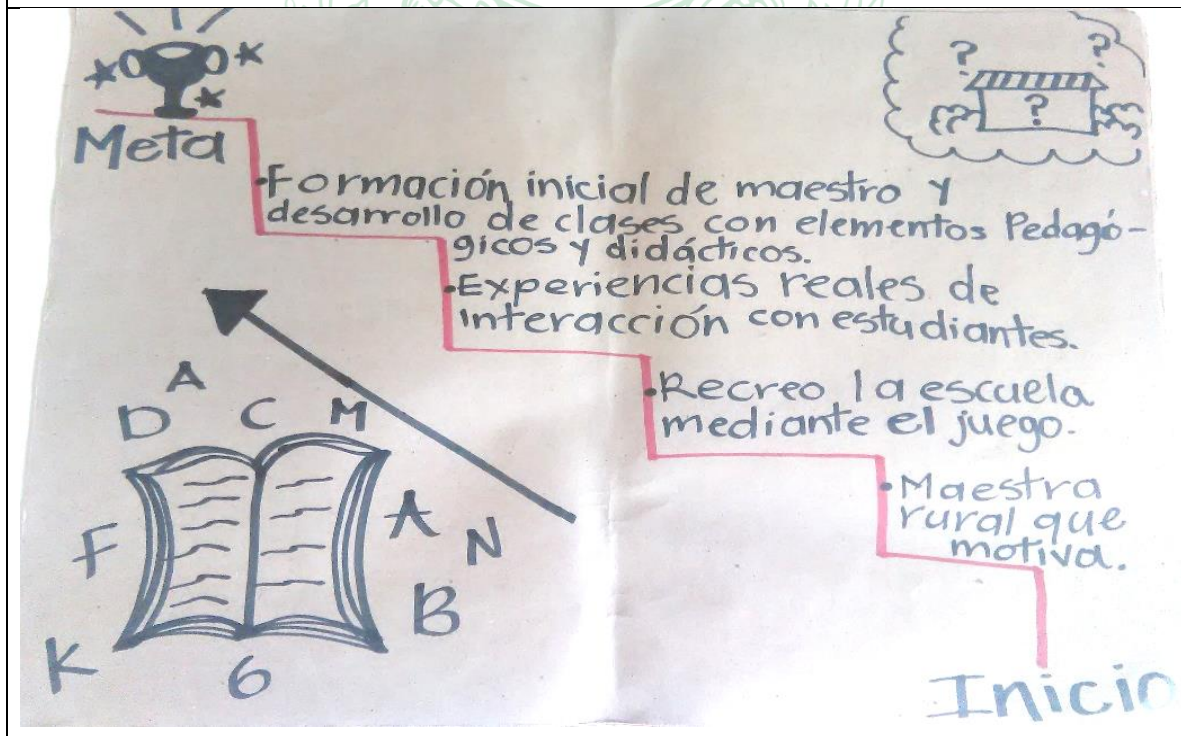 Meta
•Formación inicial de maestro y
desarrollo de clases con elementos Pedagó-
gicos y didácticos.
•Experiencias reales de
interacción con estudiantes.
•Recreo la escuela
mediante el juego.
•Maestra
rural que
motiva.
Inicio
? ?
?
A
D C M
F A N
B
K 6